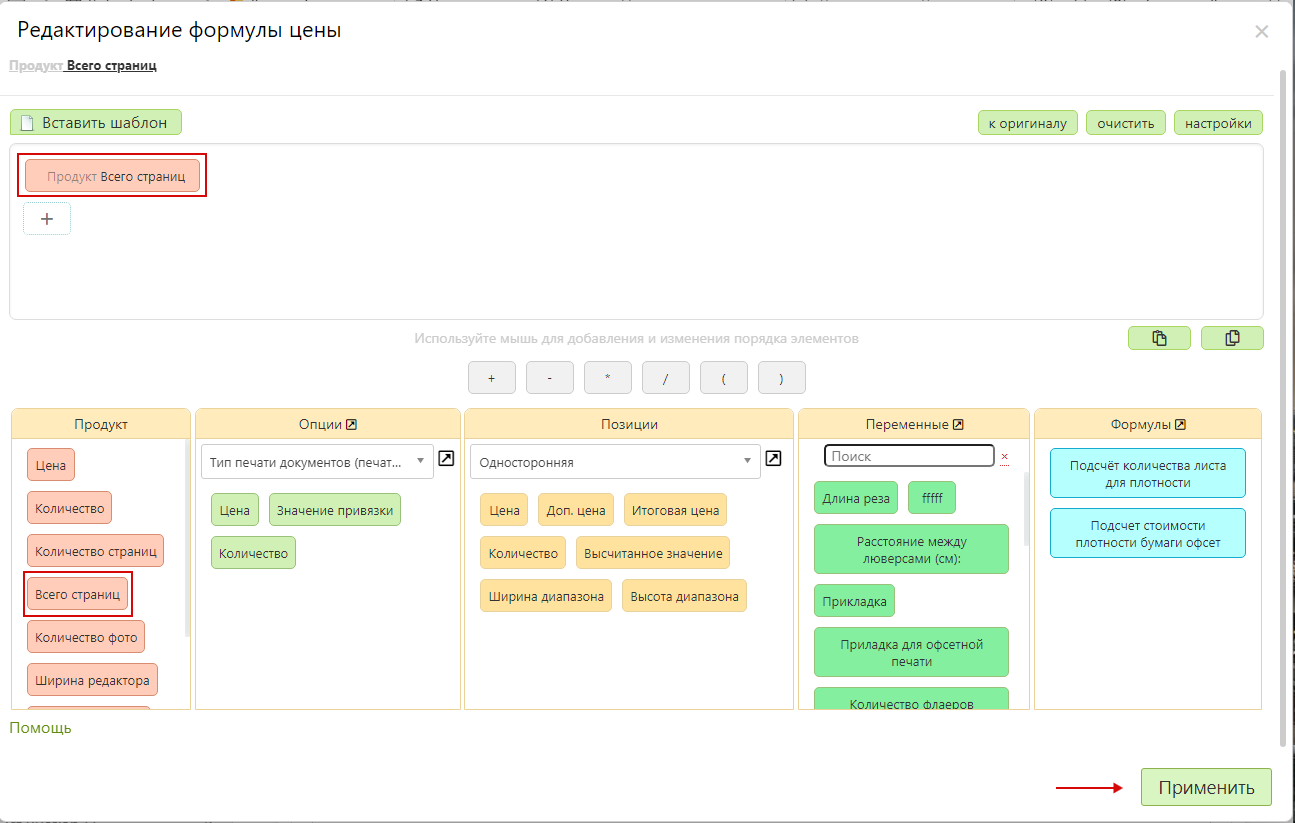 Редактирование формулы цены
Продукт Всего страниц
Вставить шаблон
к оригиналу
очистить
настройки
Продукт Всего страниц
+
Используйте мышь для добавления и изменения порядка элементов
+ - * / ( )
Продукт
Цена
Количество
Количество страниц
Всего страниц
Количество фото
Ширина редактора
Опции
Тип печати документов (печат...
Цена
Значение привязки
Количество
Позиции
Односторонняя
Цена
Доп. цена
Итоговая цена
Количество
Высчитанное значение
Ширина диапазона
Высота диапазона
Переменные
Поиск
Длина реза
fffff
Расстояние между
люверсами (см):
Прикладка
Приладка для офсетной
печати
Количество флаеров
Формулы
Подсчёт количества листа
для плотности
Подсчет стоимости
плотности бумаги офсет
Помощь
Применить